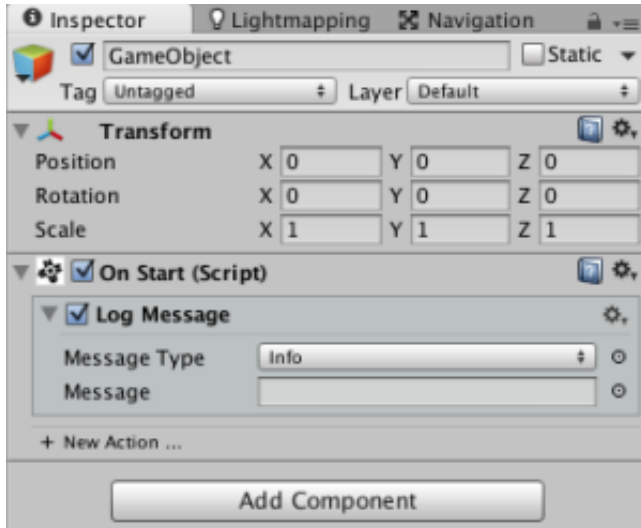 Inspector Lightmapping Navigation
GameObject Static
Tag Untagged Layer Default
Transform
Position X 0 Y 0 Z 0
Rotation X 0 Y 0 Z 0
Scale X 1 Y 1 Z 1
On Start (Script)
Log Message
Message Type Info
Message
+ New Action ...
Add Component